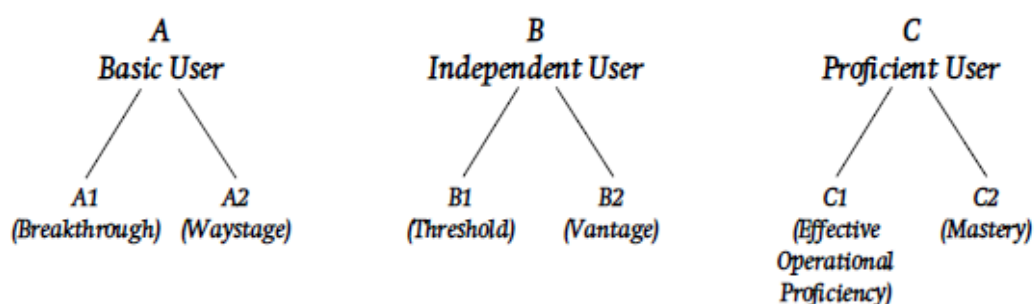 A
Basic User
B
Independent User
C
Proficient User
A1
(Breakthrough)
A2
(Waystage)
B1
(Threshold)
B2
(Vantage)
C1
(Effective
Operational
Proficiency)
C2
(Mastery)